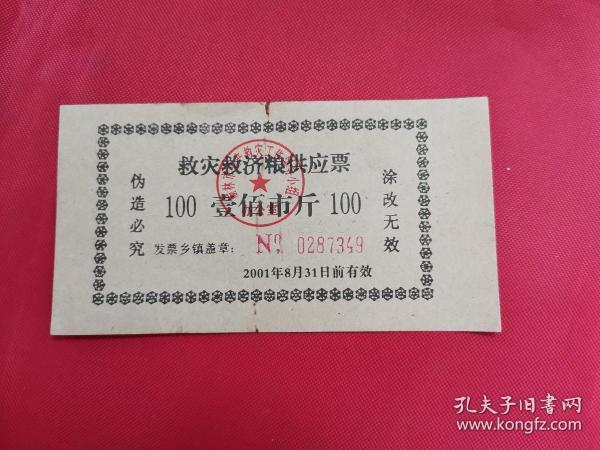 救灾救济粮供应票
伪造必究
100 壹佰市斤 100
涂改无效
发票乡镇盖章：
№ 0287349
2001年8月31日前有效
孔夫子旧书网
www.kongfz.com